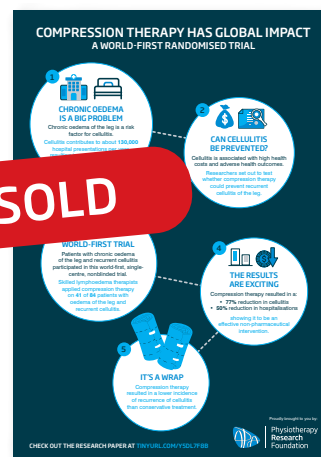 COMPRESSION THERAPY HAS GLOBAL IMPACT
A WORLD-FIRST RANDOMISED TRIAL
1
CHRONIC OEDEMA
IS A BIG PROBLEM
Chronic oedema of the leg is a risk
factor for cellulitis.
Cellulitis contributes to about 130,000
hospital presentations per
2
CAN CELLULITIS
BE PREVENTED?
Cellulitis is associated with high health
costs and adverse health outcomes.
Researchers set out to test
whether compression therapy
could prevent recurrent
cellulitis of the leg.
SOLD
WORLD-FIRST TRIAL
Patients with chronic oedema
of the leg and recurrent cellulitis
participated in this world-first, single-
centre, nonblinded trial.
Skilled lymphoedema therapists
applied compression therapy
on 41 of 84 patients with
oedema of the leg and
recurrent cellulitis.
4
THE RESULTS
ARE EXCITING
Compression therapy resulted in a:
• 77% reduction in cellulitis
• 50% reduction in hospitalisations
showing it to be an
effective non-pharmaceutical
intervention.
5
IT'S A WRAP
Compression therapy
resulted in a lower incidence
of recurrence of cellulitis
than conservative treatment.
CHECK OUT THE RESEARCH PAPER AT TINYURL.COM/YSDL7FBB
Proudly brought to you by:
Physiotherapy
Research
Foundation